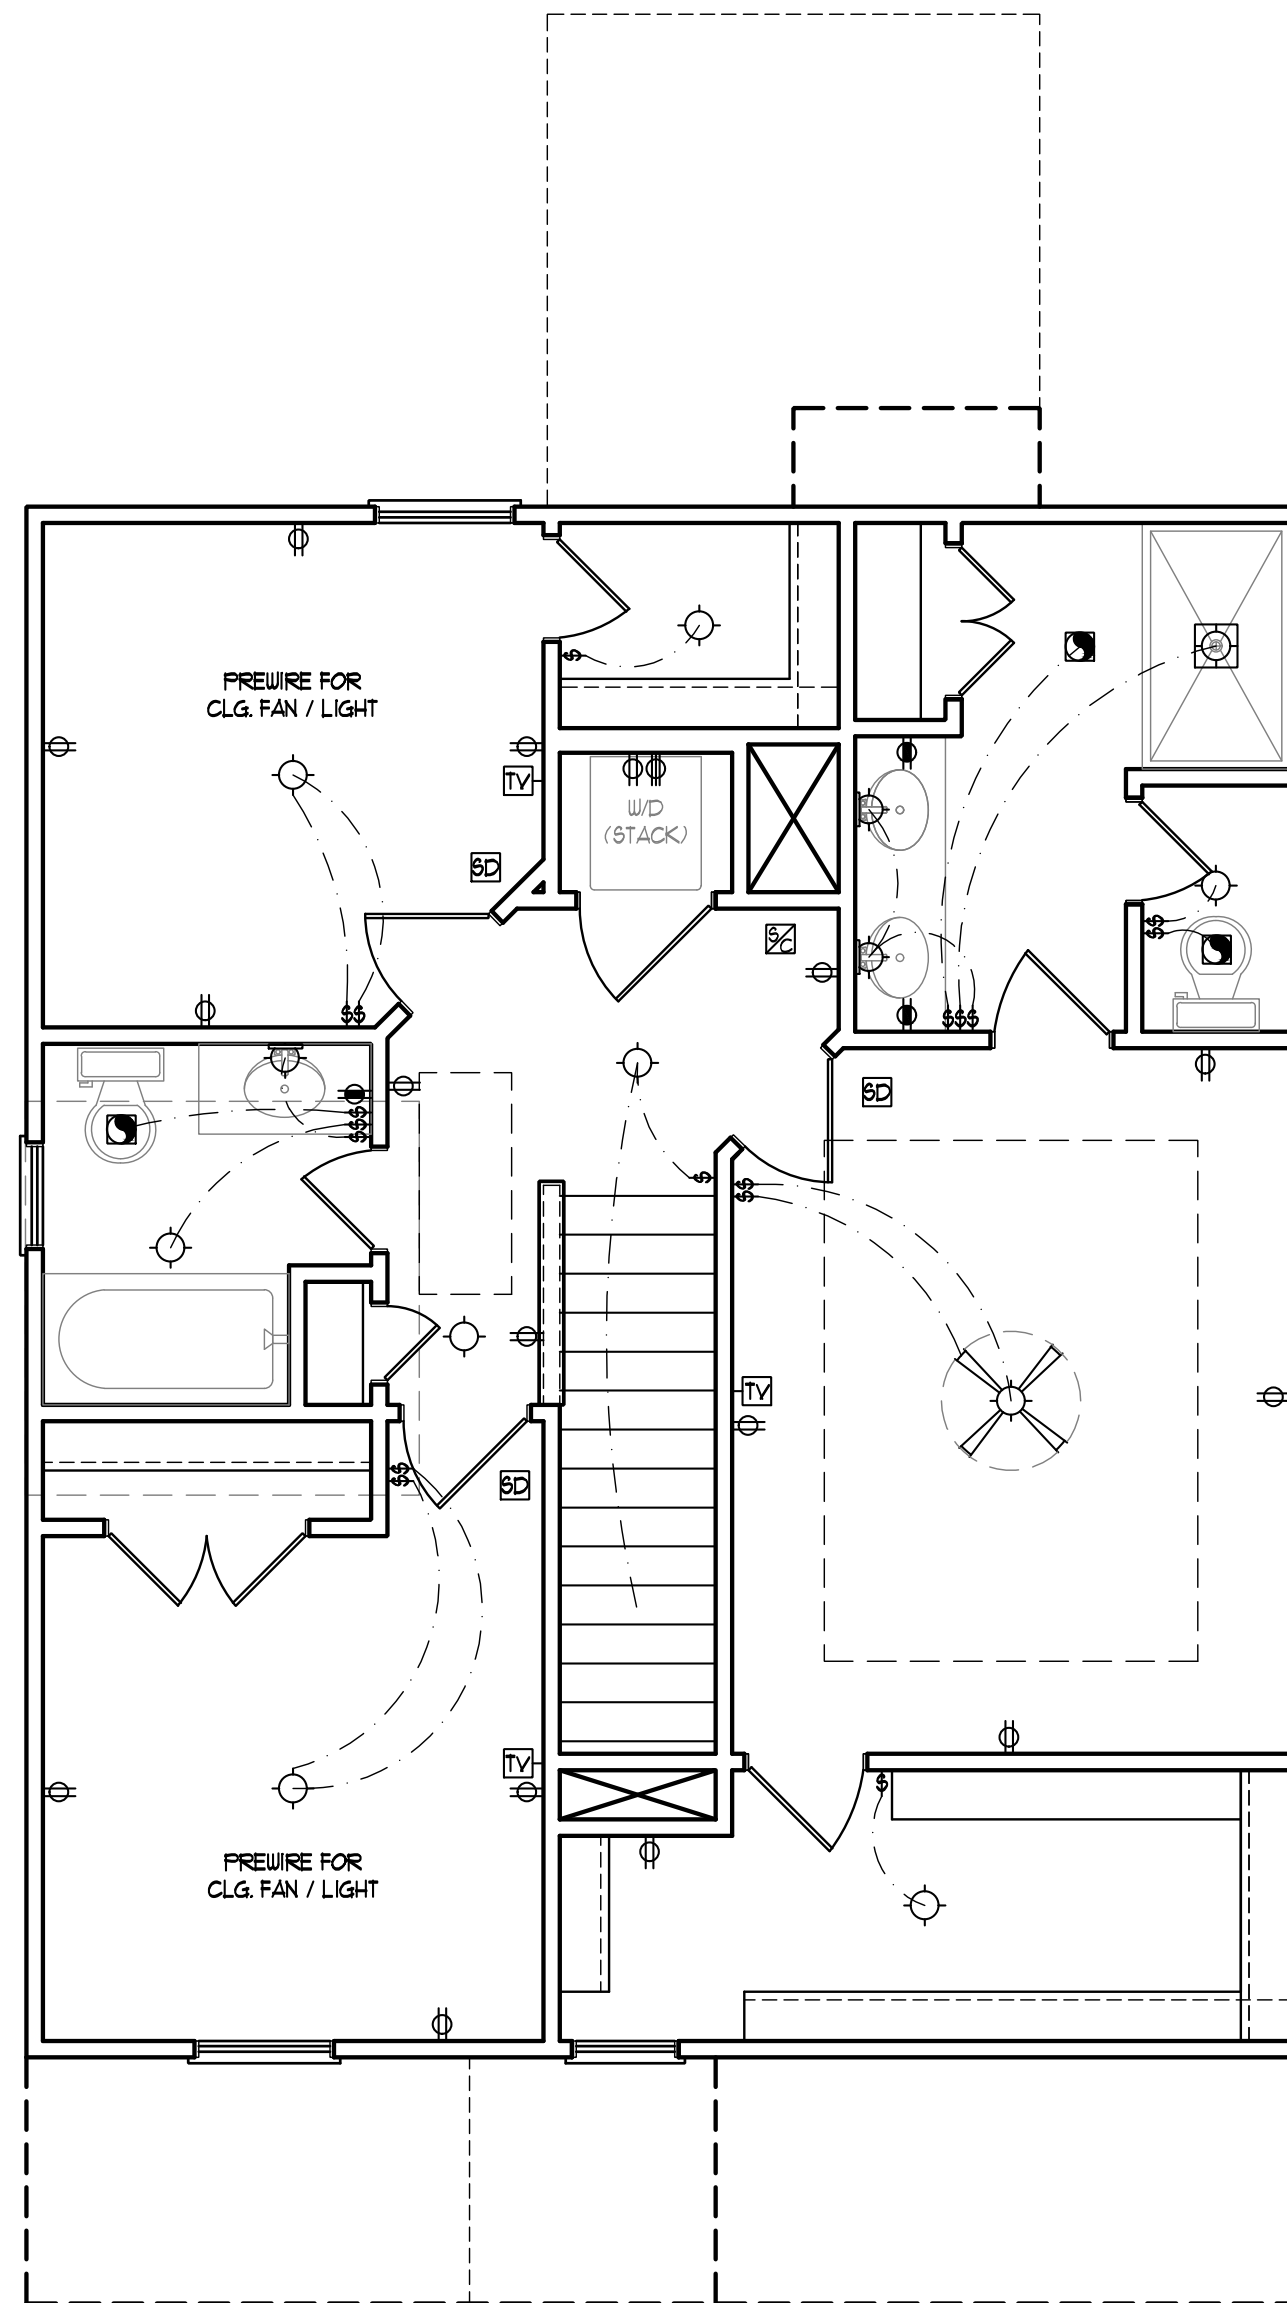 PREWIRE FOR
CLG. FAN / LIGHT
$
TV
W/D
(STACK)
SD
S/C
$$
$$
$$$
$$
SD
$
$
$
$
$$
TV
$$
SD
TV
$
PREWIRE FOR
CLG. FAN / LIGHT